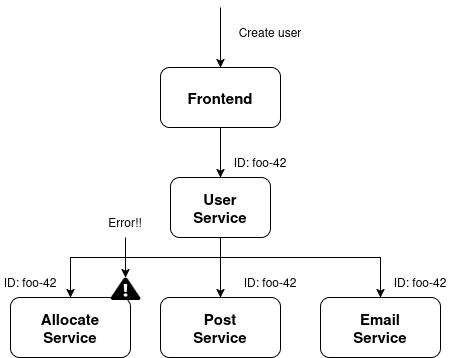 Create user
Frontend
ID: foo-42
User
Service
Error!!
ID: foo-42
ID: foo-42
ID: foo-42
Allocate
Service
Post
Service
Email
Service